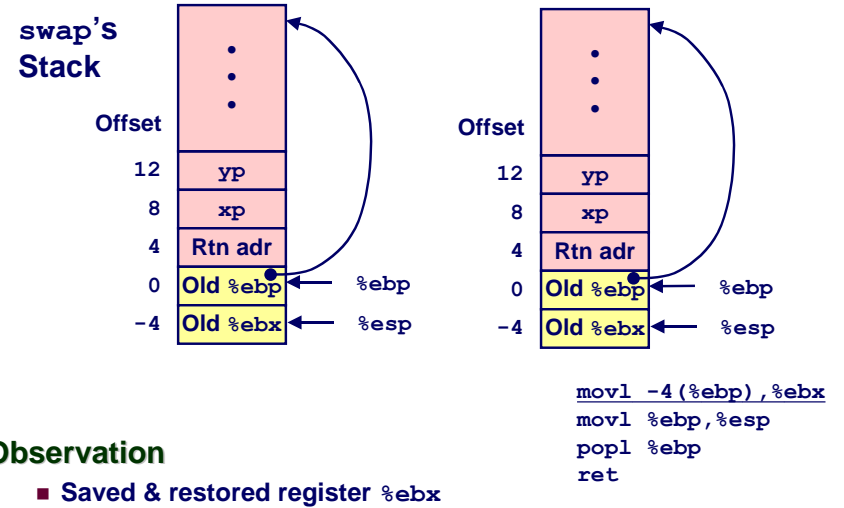 swap's
Stack
Offset
12 yp
8 xp
4 Rtn adr
0 Old %ebp %ebp
-4 Old %ebx %esp
Offset
12 yp
8 xp
4 Rtn adr
0 Old %ebp %ebp
-4 Old %ebx %esp
movl -4(%ebp),%ebx
movl %ebp,%esp
popl %ebp
ret
Observation
Saved & restored register %ebx